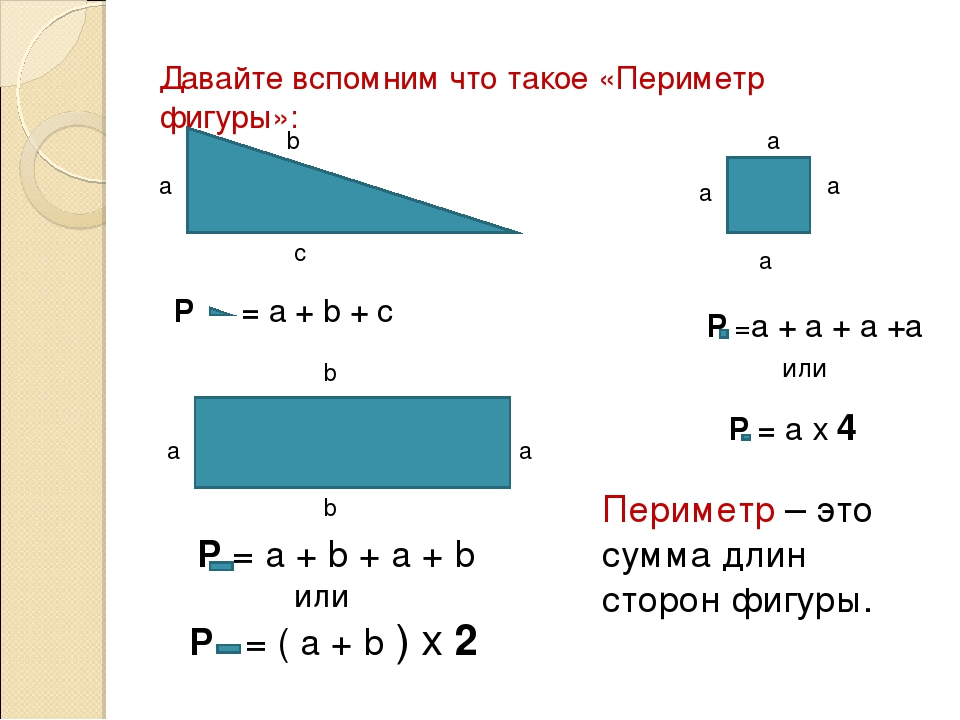 Давайте вспомним что такое «Периметр
фигуры»:
b
a
c
P = a + b + c
a
a
a
a
P =a + a + a +a
или
P = a x 4
b
a
a
b
P = a + b + a + b
или
P = ( a + b ) x 2
Периметр – это
сумма длин
сторон фигуры.